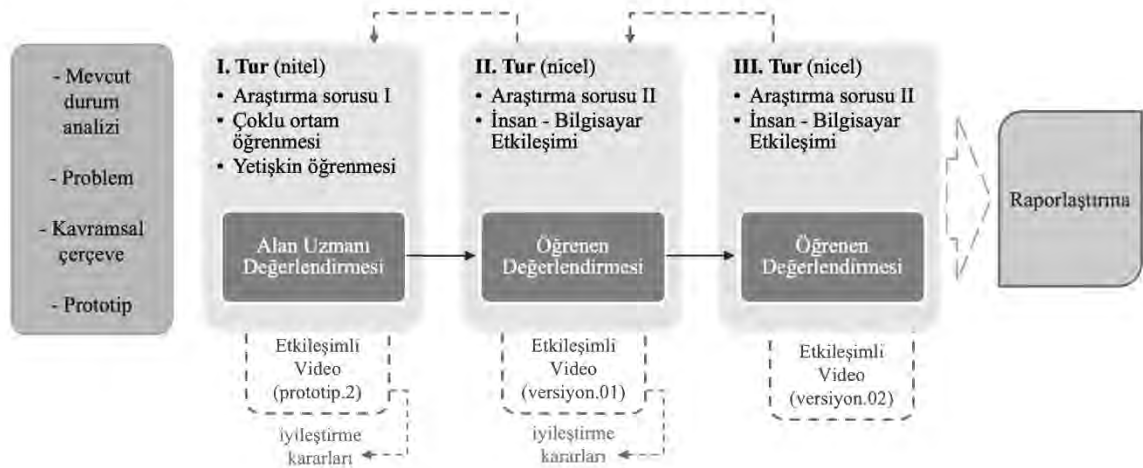 - Mevcut
durum
analizi
- Problem
- Kavramsal
çerçeve
- Prototip
I. Tur (nitel)
• Araştırma sorusu I
• Çoklu ortam
öğrenmesi
• Yetişkin öğrenmesi
Alan Uzmanı
Değerlendirmesi
Etkileşimli
Video
(prototip.2)
iyileştirme
kararları
II. Tur (nicel)
• Araştırma sorusu II
• İnsan - Bilgisayar
Etkileşimi
Öğrenen
Değerlendirmesi
Etkileşimli
Video
(versiyon.01)
iyileştirme
kararları
III. Tur (nicel)
• Araştırma sorusu II
• İnsan - Bilgisayar
Etkileşimi
Öğrenen
Değerlendirmesi
Etkileşimli
Video
(versiyon.02)
Raporlaştırma